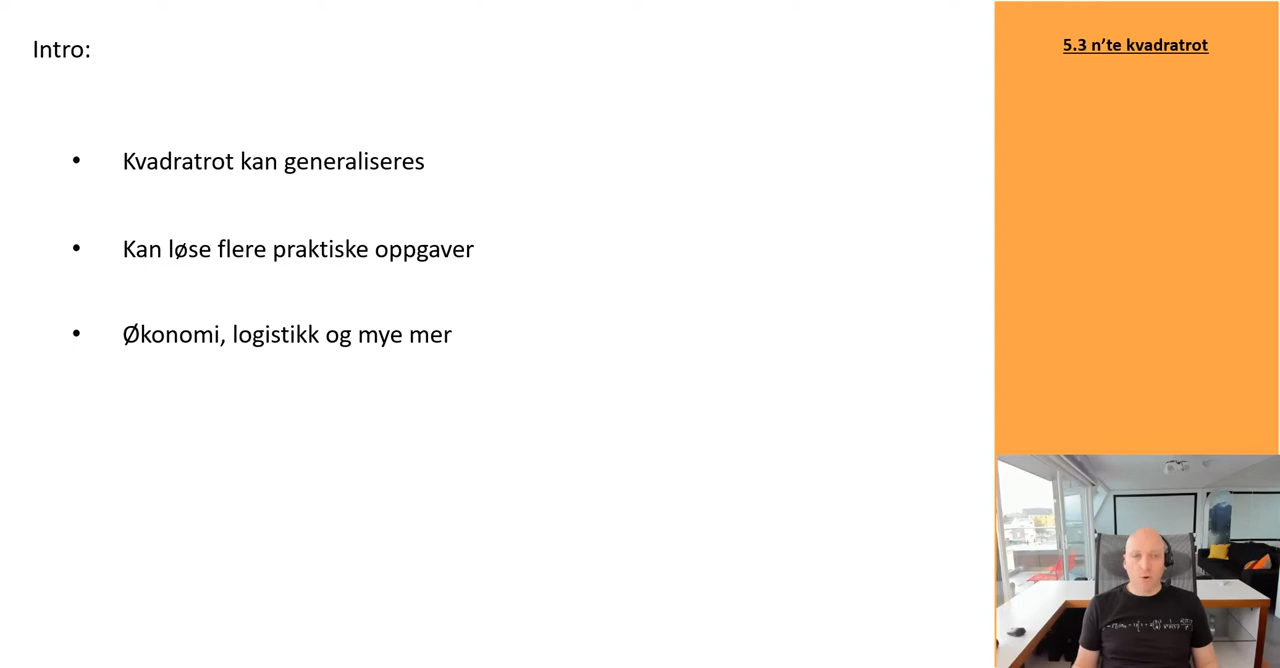 Intro:
5.3 n’te kvadratrot
• Kvadratrot kan generaliseres
• Kan løse flere praktiske oppgaver
• Økonomi, logistikk og mye mer